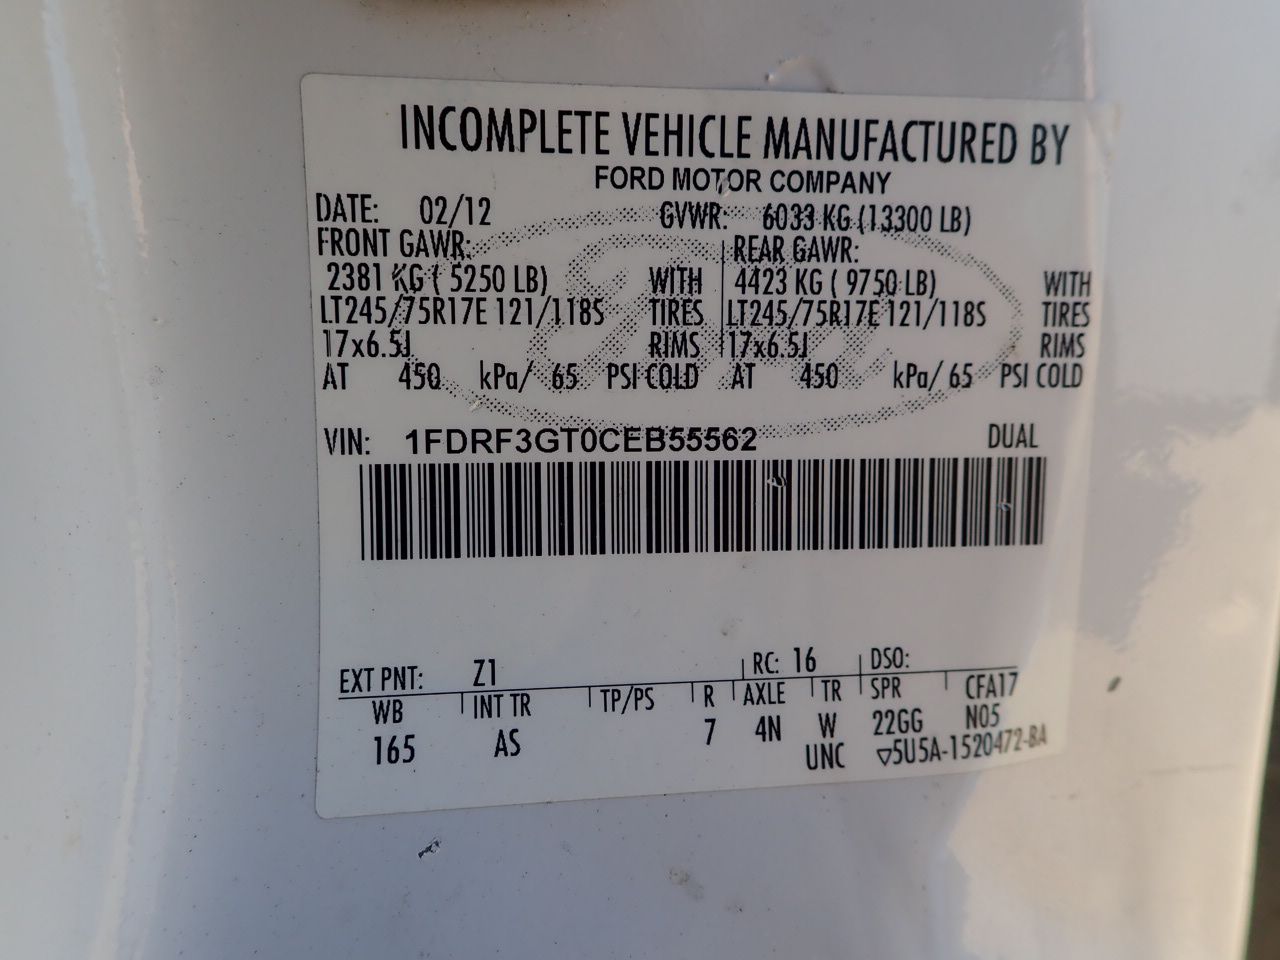 INCOMPLETE VEHICLE MANUFACTURED BY
FORD MOTOR COMPANY
DATE: 02/12 GVWR: 6033 KG (13300 LB)
FRONT GAWR: REAR GAWR:
2381 KG ( 5250 LB) WITH 4423 KG ( 9750 LB) WITH
LT245/75R17E 121/118S TIRES LT245/75R17E 121/118S TIRES
17x6.5J RIMS 17x6.5J RIMS
AT 450 kPa/ 65 PSI COLD AT 450 kPa/ 65 PSI COLD
VIN: 1FDRF3GT0CEB55562 DUAL
EXT PNT: Z1 RC: 16 DSO:
WB INT TR TP/PS R AXLE TR SPR CFA17
165 AS 7 4N W 22GG N05
UNC ▽5U5A-1520472-BA